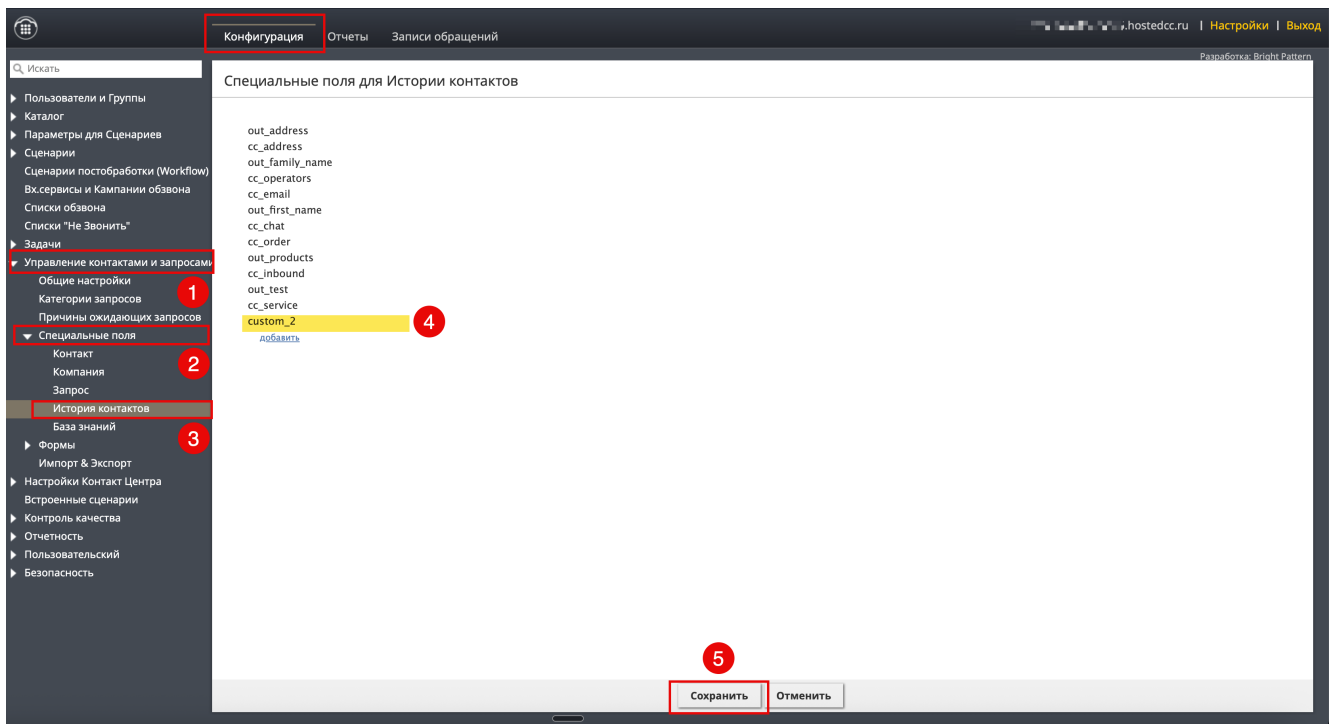 Конфигурация Отчеты Записи обращений .hostedcc.ru | Настройки | Выход
Разработка: Bright Pattern
Искать
Специальные поля для Истории контактов
Пользователи и Группы
Каталог
Параметры для Сценариев
Сценарии
Сценарии постобработки (Workflow)
Вх.сервисы и Кампании обзвона
Списки обзвона
Списки "Не Звонить"
Задачи
Управление контактами и запросами
1
Общие настройки
Категории запросов
Причины ожидающих запросов
Специальные поля
2
Контакт
Компания
Запрос
История контактов
3
База знаний
Формы
Импорт & Экспорт
Настройки Контакт Центра
Встроенные сценарии
Контроль качества
Отчетность
Пользовательский
Безопасность
out_address
cc_address
out_family_name
cc_operators
cc_email
out_first_name
cc_chat
cc_order
out_products
cc_inbound
out_test
cc_service
custom_2 4
добавить
5
Сохранить Отменить